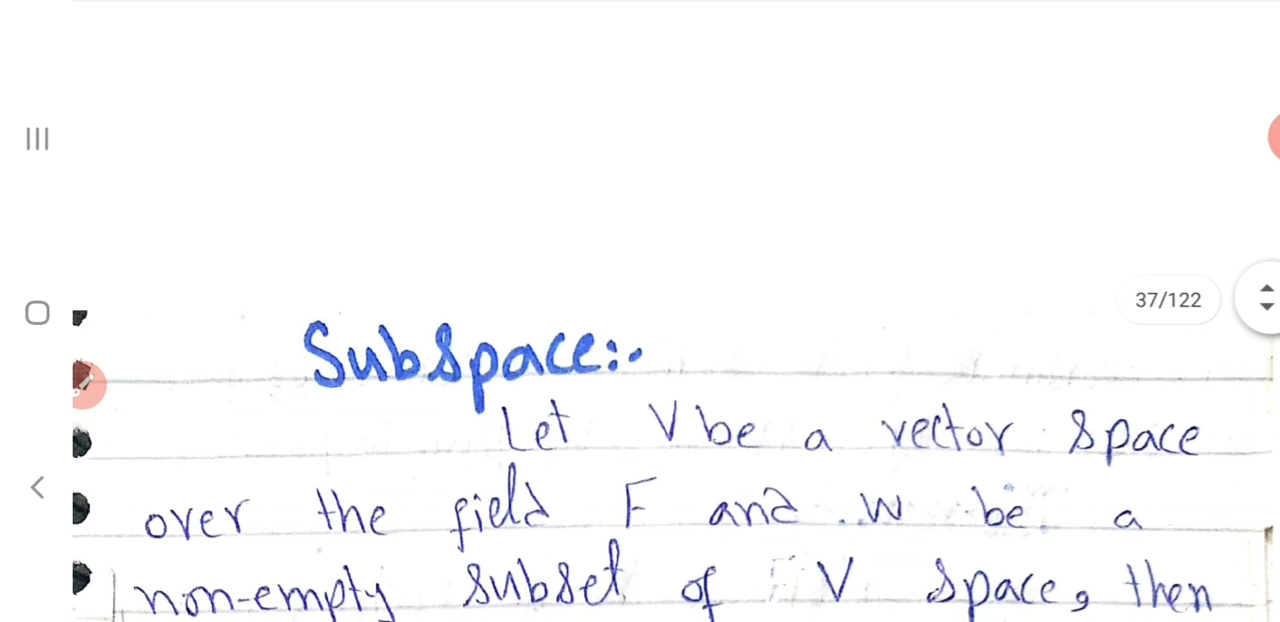 37/122
Subspace:-
Let V be a vector space
over the field F and W be a
non-empty subset of V space, then